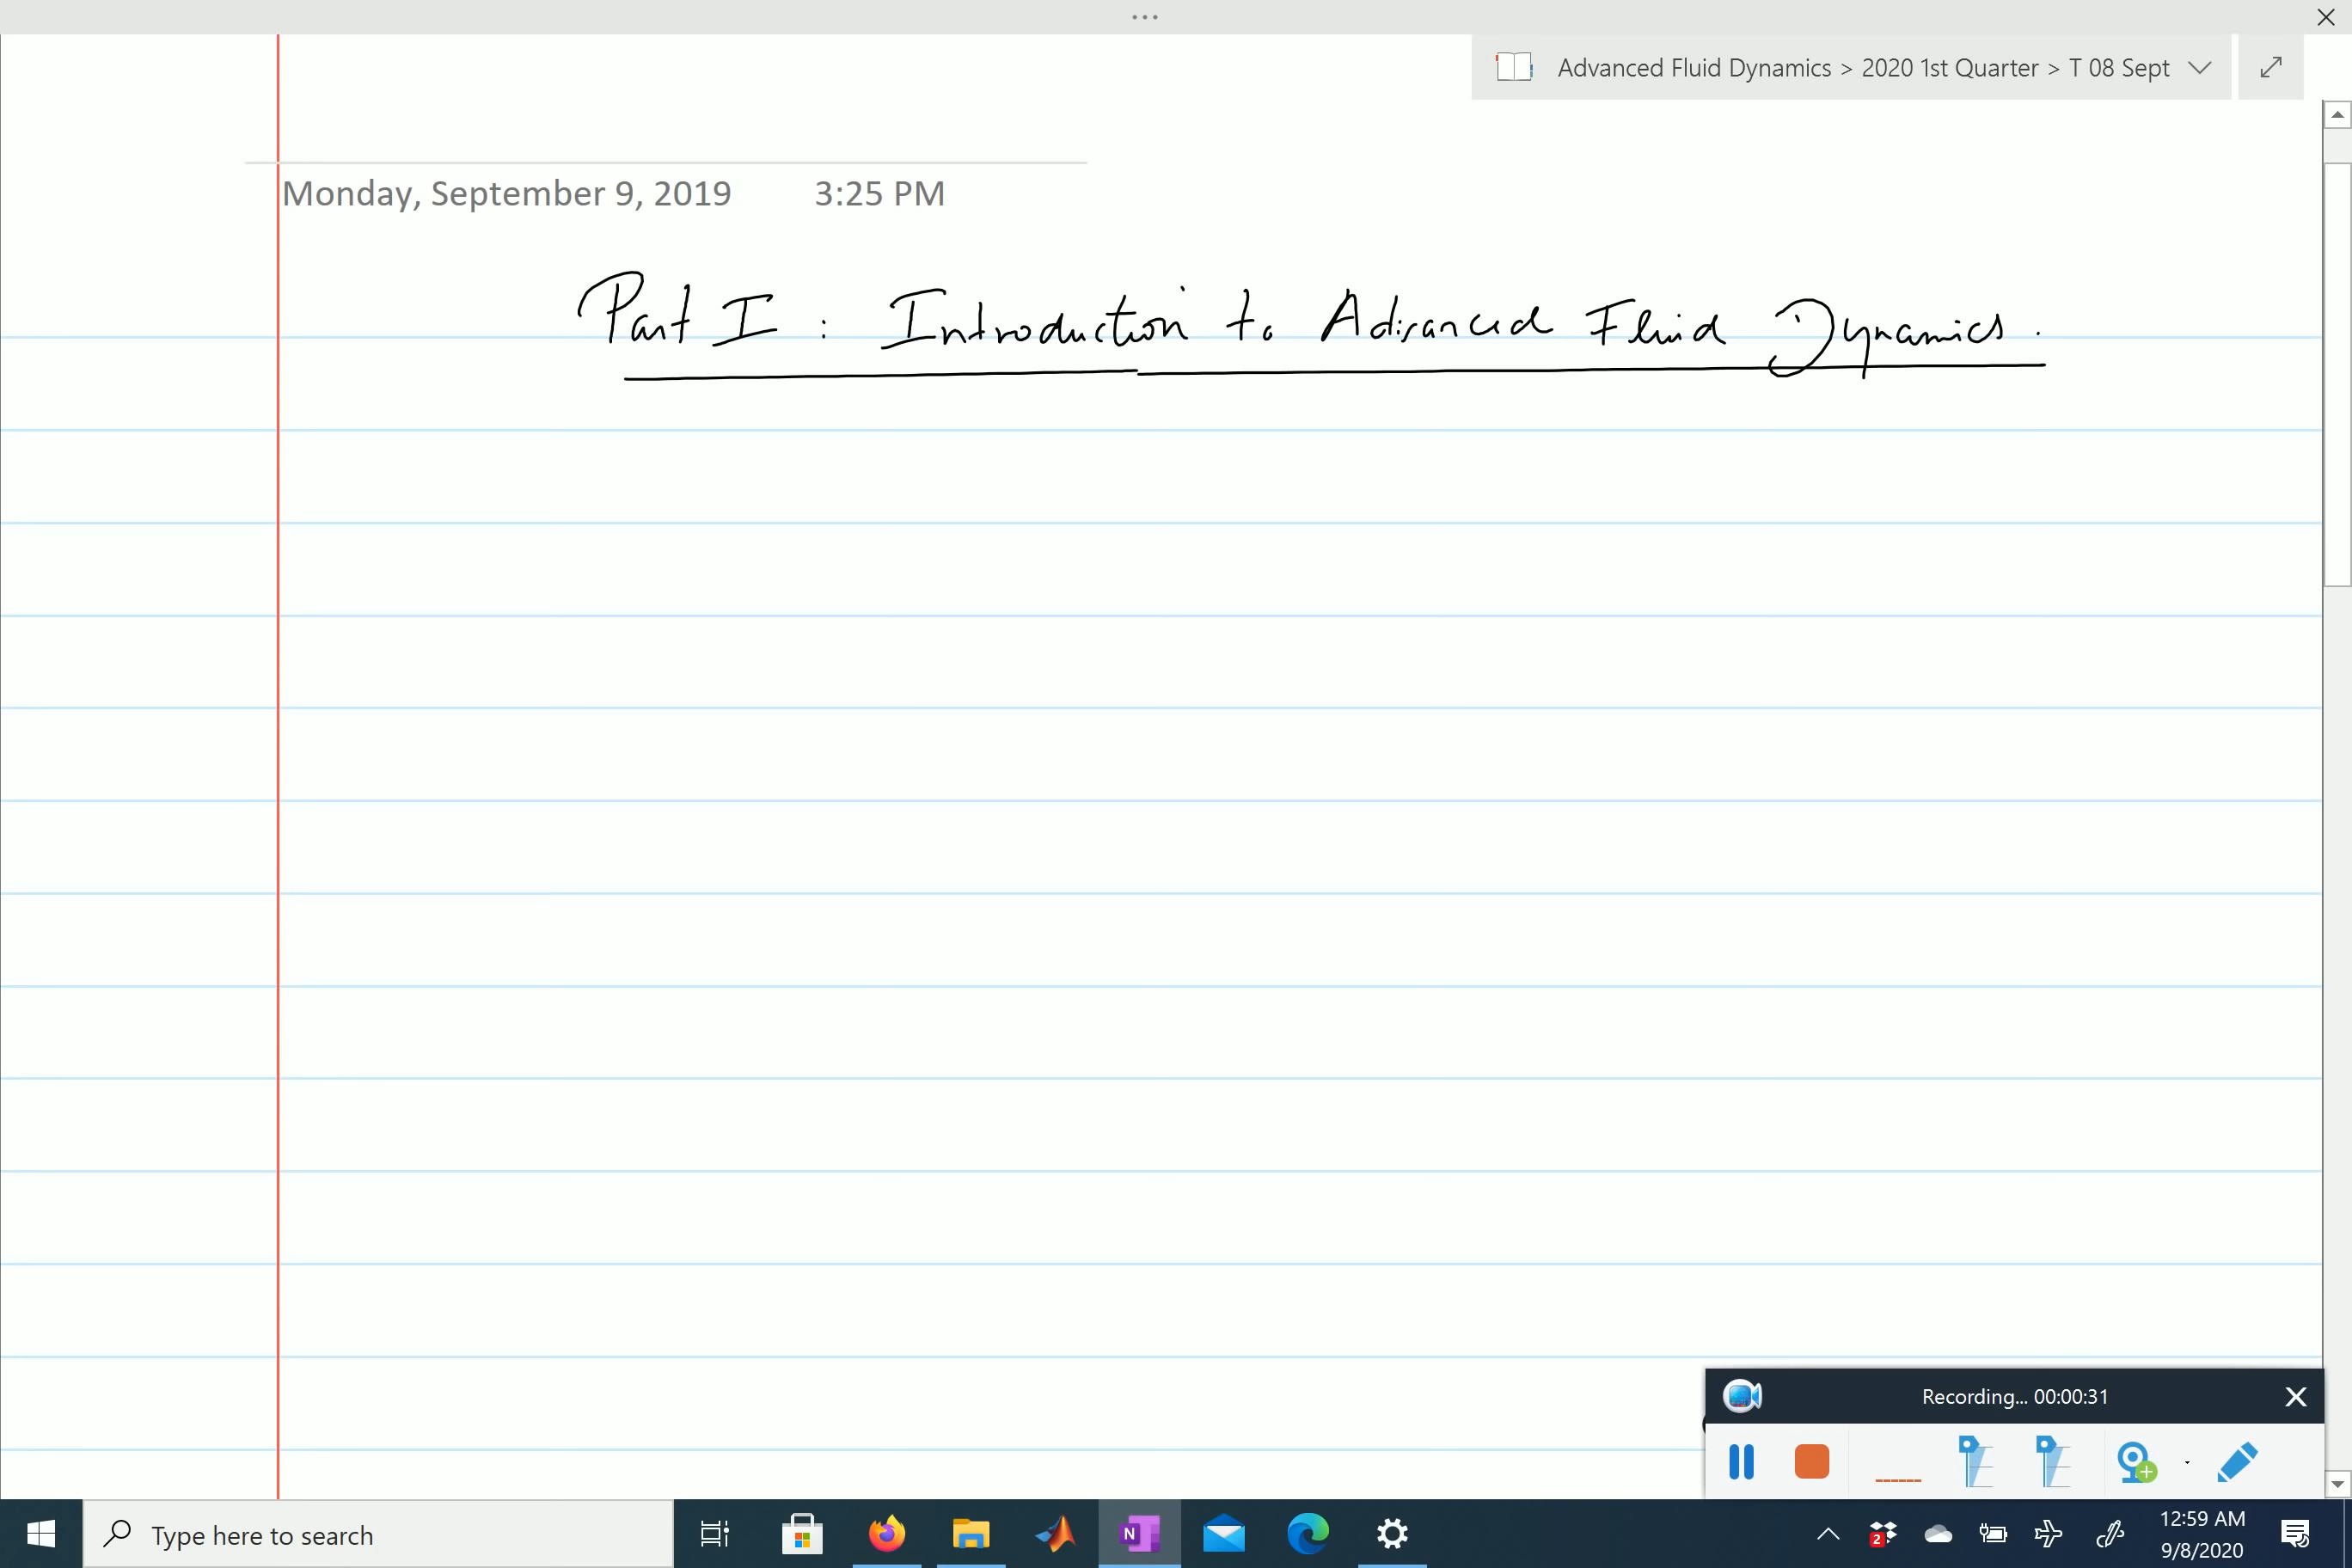 Advanced Fluid Dynamics > 2020 1st Quarter > T 08 Sept
Monday, September 9, 2019 3:25 PM
Part I : Introduction to Advanced Fluid Dynamics.
Recording... 00:00:31
Type here to search
N
2
12:59 AM
9/8/2020